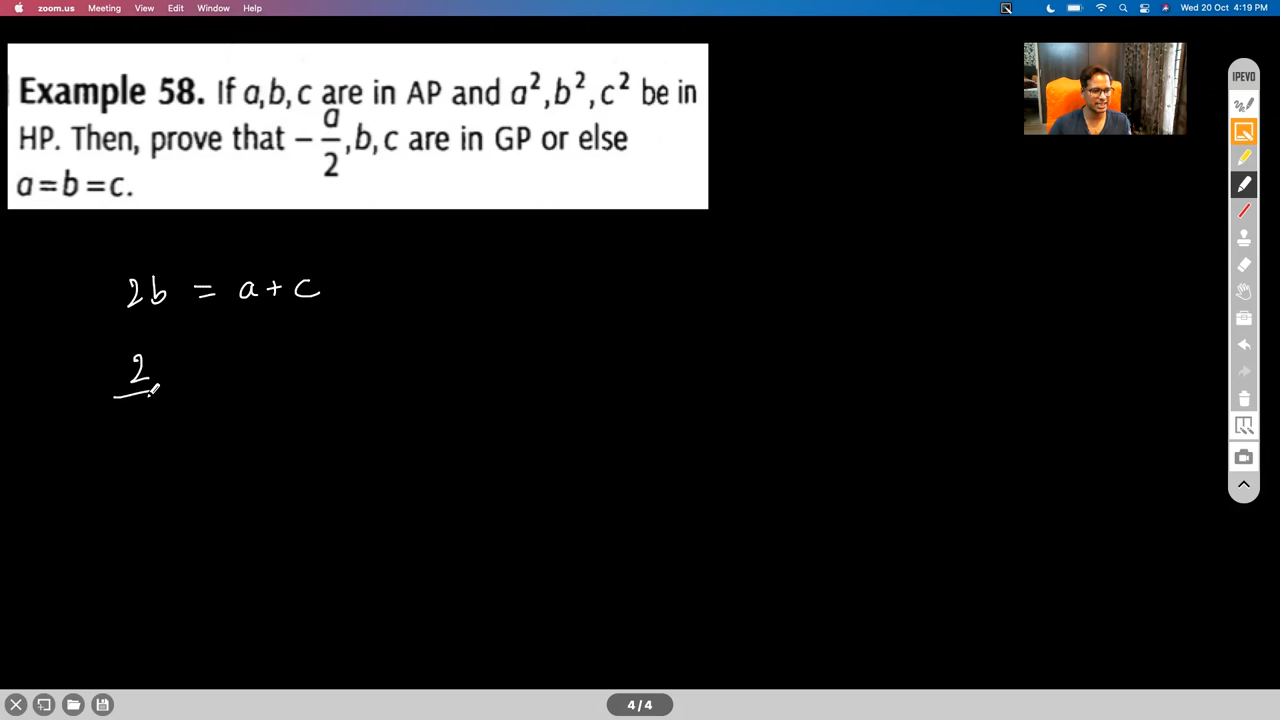 zoom.us Meeting View Edit Window Help Wed 20 Oct 4:19 PM
Example 58. If a,b,c are in AP and a²,b²,c² be in
HP. Then, prove that −a/2,b,c are in GP or else
a=b=c.
IPEVO
2b = a+c
2
4/4